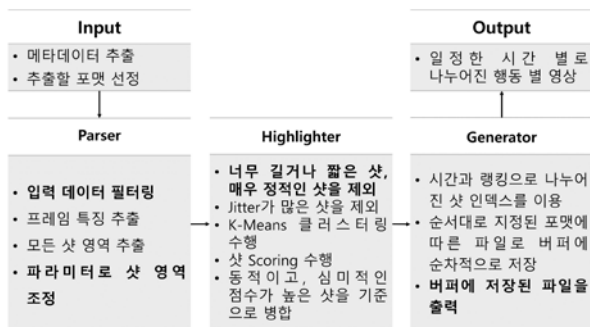 Input
• 메타데이터 추출
• 추출할 포맷 선정
Output
• 일정한 시간 별로
나누어진 행동 별 영상
Parser
• 입력 데이터 필터링
• 프레임 특징 추출
• 모든 샷 영역 추출
• 파라미터로 샷 영역
조정
Highlighter
• 너무 길거나 짧은 샷,
매우 정적인 샷을 제외
• Jitter가 많은 샷을 제외
• K-Means 클러스터링
수행
• 샷 Scoring 수행
• 동적이고, 심미적인
점수가 높은 샷을 기준
으로 병합
Generator
• 시간과 랭킹으로 나누어
진 샷 인덱스를 이용
• 순서대로 지정된 포맷에
따른 파일로 버퍼에
순차적으로 저장
• 버퍼에 저장된 파일을
출력